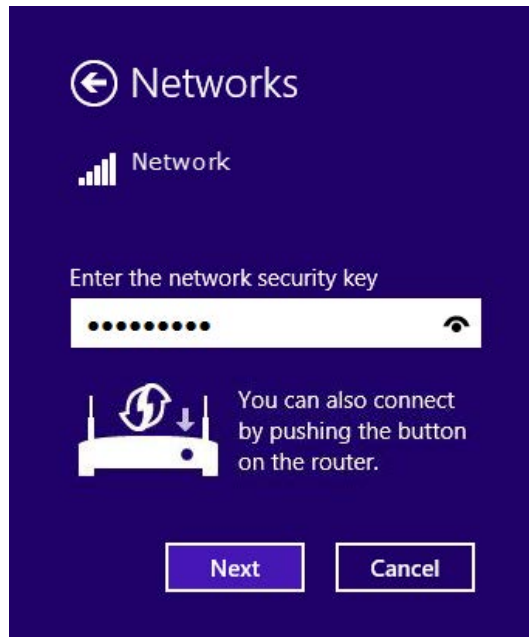 Networks
Network
Enter the network security key
•••••••••
You can also connect
by pushing the button
on the router.
Next
Cancel